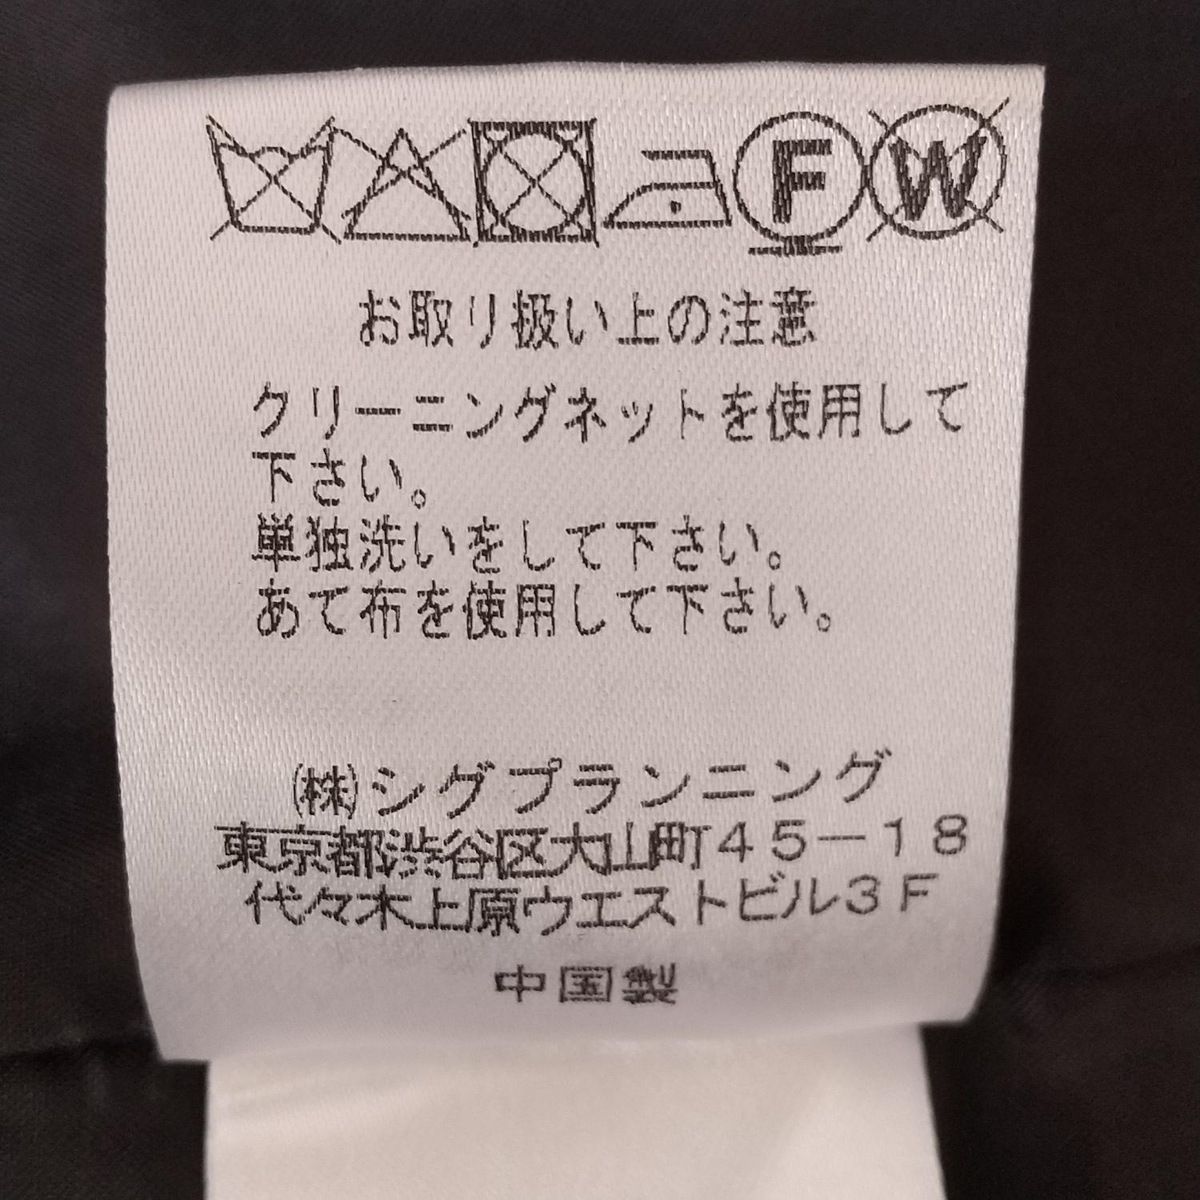 F W
お取り扱い上の注意
クリーニングネットを使用して
下さい。
単独洗いをして下さい。
あて布を使用して下さい。
(株)シグプランニング
東京都渋谷区大山町45-18
代々木上原ウエストビル3F
中国製